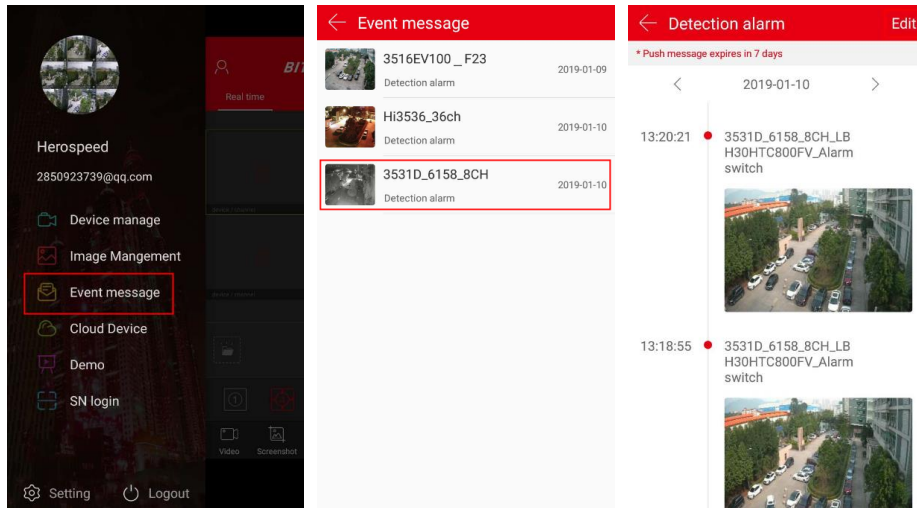 Herospeed
2850923739@qq.com
Device manage
Image Mangement
Event message
Cloud Device
Demo
SN login
Setting
Logout
BIT
Real time
Video
Screenshot
Event message
3516EV100 _ F23
Detection alarm
2019-01-09
Hi3536_36ch
Detection alarm
2019-01-10
3531D_6158_8CH
Detection alarm
2019-01-10
Detection alarm
Edit
* Push message expires in 7 days
2019-01-10
13:20:21
3531D_6158_8CH_LB
H30HTC800FV_Alarm
switch
13:18:55
3531D_6158_8CH_LB
H30HTC800FV_Alarm
switch